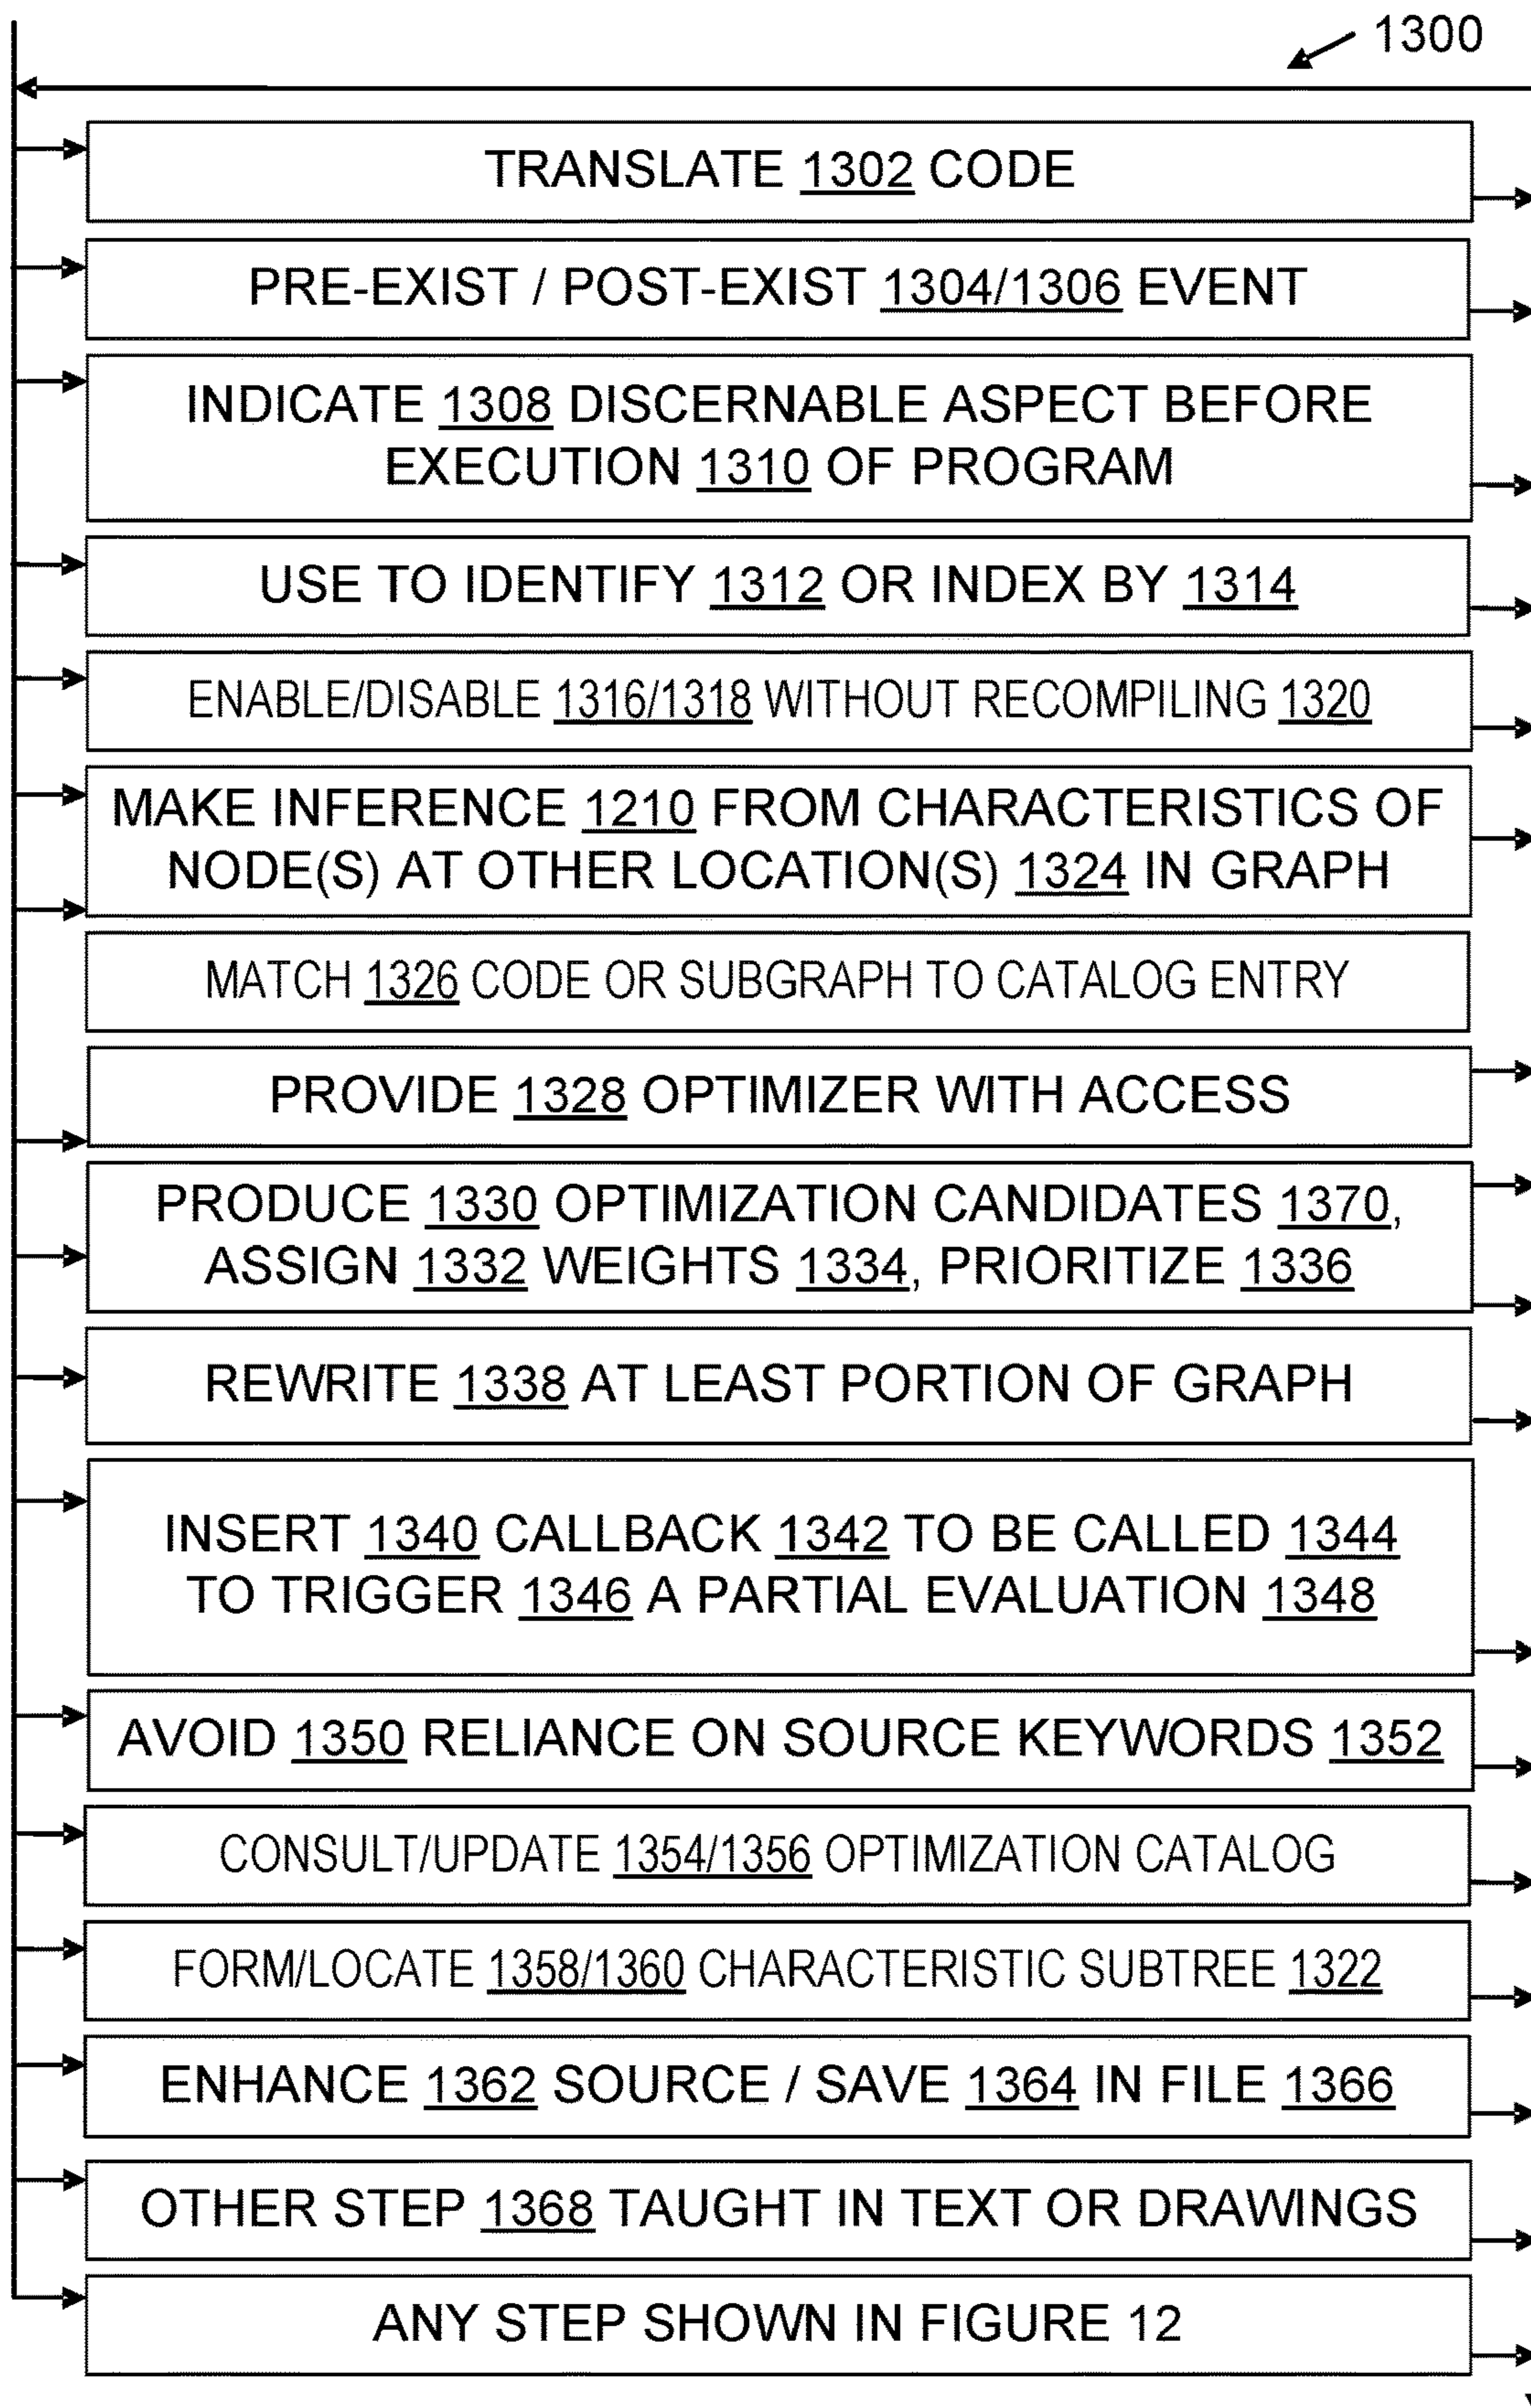 1300
TRANSLATE 1302 CODE
PRE-EXIST / POST-EXIST 1304/1306 EVENT
INDICATE 1308 DISCERNABLE ASPECT BEFORE
EXECUTION 1310 OF PROGRAM
USE TO IDENTIFY 1312 OR INDEX BY 1314
ENABLE/DISABLE 1316/1318 WITHOUT RECOMPILING 1320
MAKE INFERENCE 1210 FROM CHARACTERISTICS OF
NODE(S) AT OTHER LOCATION(S) 1324 IN GRAPH
MATCH 1326 CODE OR SUBGRAPH TO CATALOG ENTRY
PROVIDE 1328 OPTIMIZER WITH ACCESS
PRODUCE 1330 OPTIMIZATION CANDIDATES 1370,
ASSIGN 1332 WEIGHTS 1334, PRIORITIZE 1336
REWRITE 1338 AT LEAST PORTION OF GRAPH
INSERT 1340 CALLBACK 1342 TO BE CALLED 1344
TO TRIGGER 1346 A PARTIAL EVALUATION 1348
AVOID 1350 RELIANCE ON SOURCE KEYWORDS 1352
CONSULT/UPDATE 1354/1356 OPTIMIZATION CATALOG
FORM/LOCATE 1358/1360 CHARACTERISTIC SUBTREE 1322
ENHANCE 1362 SOURCE / SAVE 1364 IN FILE 1366
OTHER STEP 1368 TAUGHT IN TEXT OR DRAWINGS
ANY STEP SHOWN IN FIGURE 12